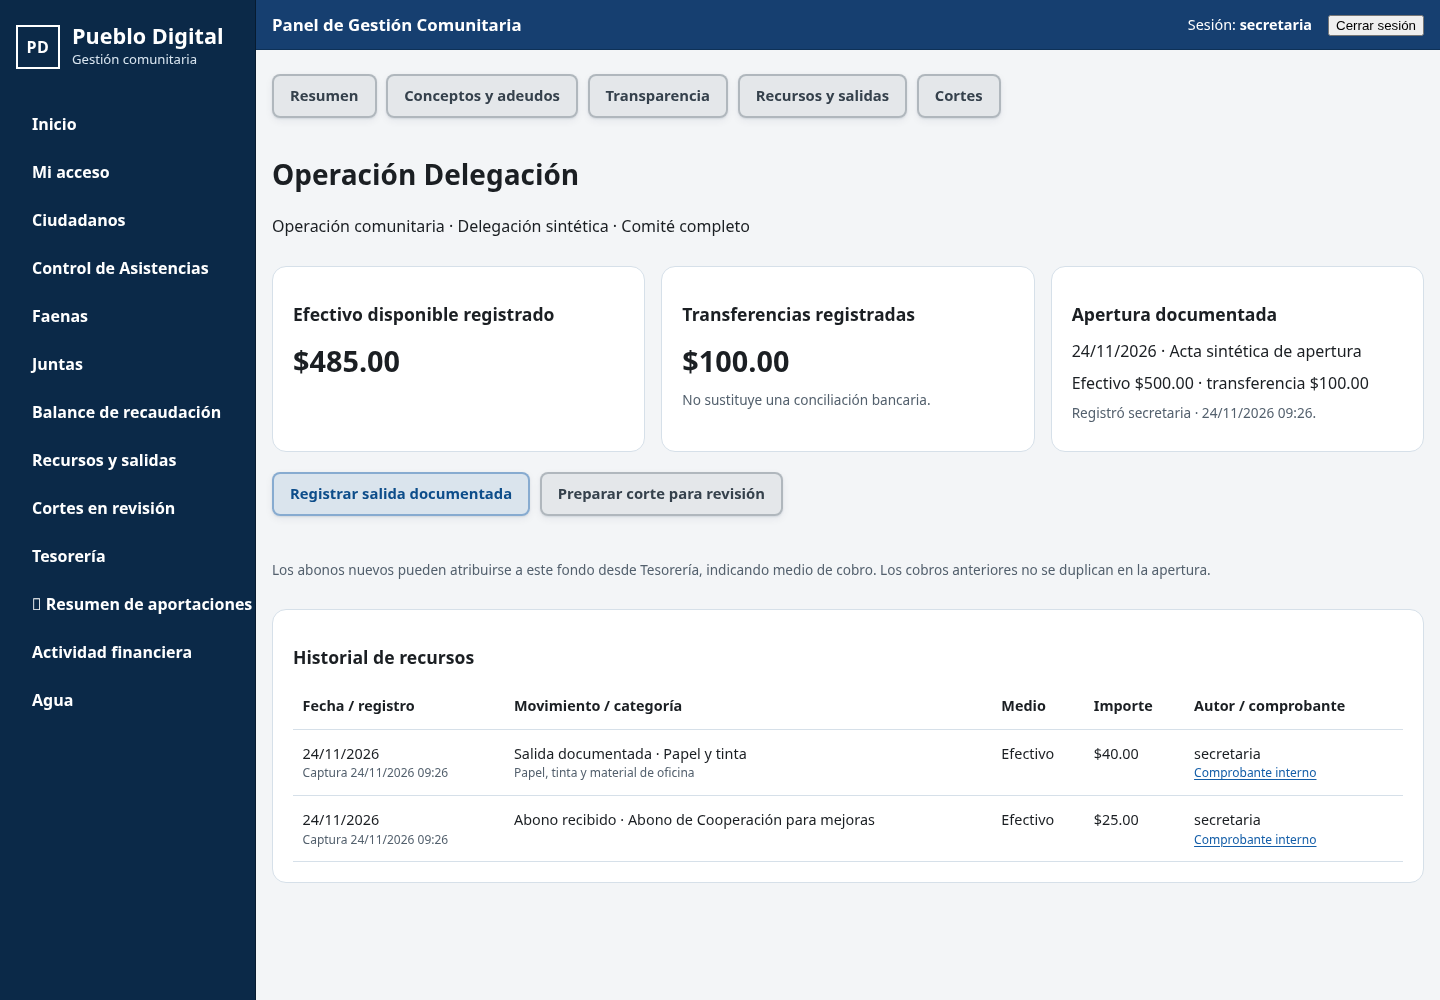 PD
Pueblo Digital
Gestión comunitaria
Inicio
Mi acceso
Ciudadanos
Control de Asistencias
Faenas
Juntas
Balance de recaudación
Recursos y salidas
Cortes en revisión
Tesorería
Resumen de aportaciones
Actividad financiera
Agua
Panel de Gestión Comunitaria
Sesión: secretaria
Cerrar sesión
Resumen
Conceptos y adeudos
Transparencia
Recursos y salidas
Cortes
Operación Delegación
Operación comunitaria · Delegación sintética · Comité completo
Efectivo disponible registrado
$485.00
Transferencias registradas
$100.00
No sustituye una conciliación bancaria.
Apertura documentada
24/11/2026 · Acta sintética de apertura
Efectivo $500.00 · transferencia $100.00
Registró secretaria · 24/11/2026 09:26.
Registrar salida documentada
Preparar corte para revisión
Los abonos nuevos pueden atribuirse a este fondo desde Tesorería, indicando medio de cobro. Los cobros anteriores no se duplican en la apertura.
Historial de recursos
Fecha / registro Movimiento / categoría Medio Importe Autor / comprobante
24/11/2026 Salida documentada · Papel y tinta Efectivo $40.00 secretaria
Captura 24/11/2026 09:26 Papel, tinta y material de oficina Comprobante interno
24/11/2026 Abono recibido · Abono de Cooperación para mejoras Efectivo $25.00 secretaria
Captura 24/11/2026 09:26 Comprobante interno